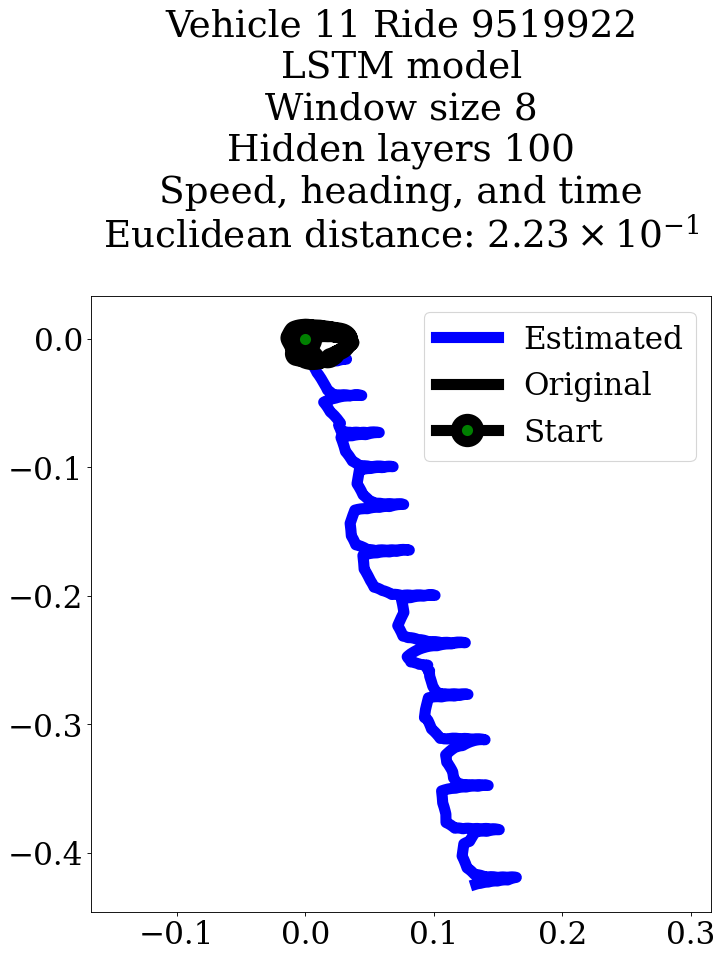 Vehicle 11 Ride 9519922
LSTM model
Window size 8
Hidden layers 100
Speed, heading, and time
Euclidean distance: 2.23 × 10⁻¹
Estimated
Original
Start
0.0
−0.1
−0.2
−0.3
−0.4
−0.1 0.0 0.1 0.2 0.3